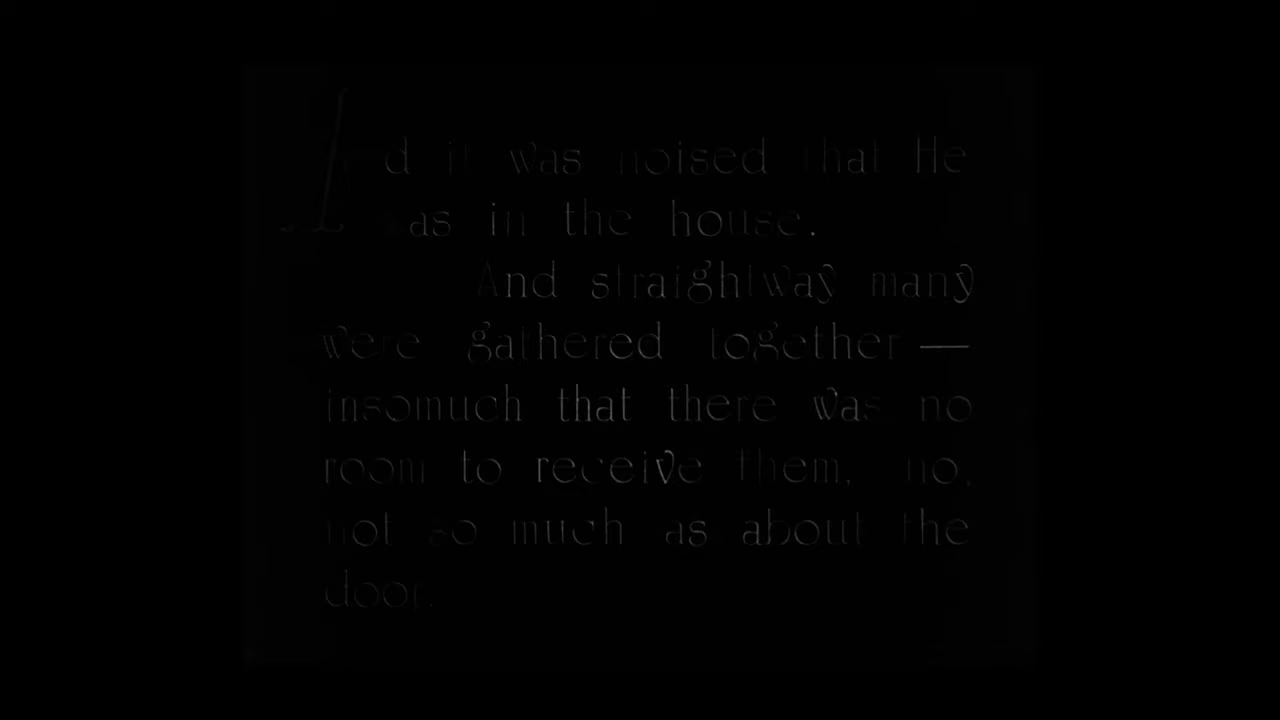 And it was noised that He
was in the house.
And straightway many
were gathered together —
insomuch that there was no
room to receive them, no,
not so much as about the
door.